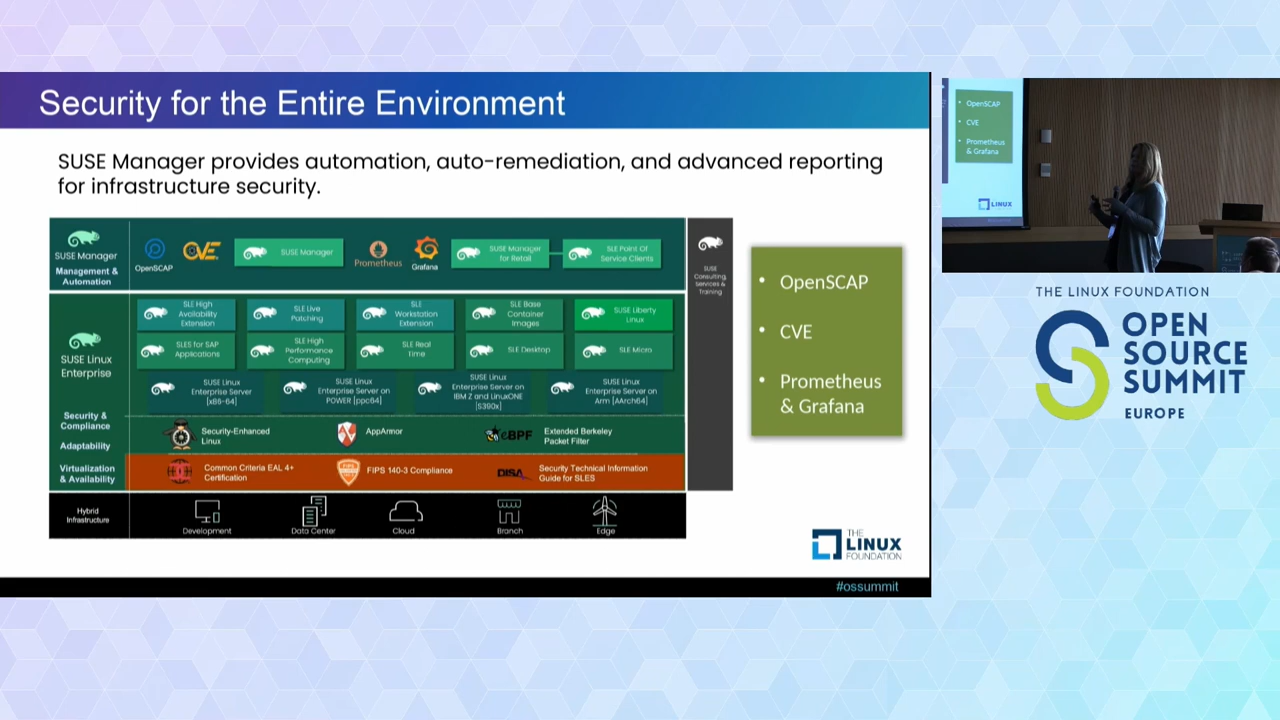 Security for the Entire Environment
SUSE Manager provides automation, auto-remediation, and advanced reporting
for infrastructure security.
SUSE Manager
Management &
Automation
OpenSCAP
CVE
SUSE Manager
Prometheus
Grafana
SUSE Manager
for Retail
SLE Point Of
Service Clients
SUSE
Consulting,
Services &
Training
SUSE Linux
Enterprise
Security &
Compliance
Adaptability
Virtualization
& Availability
SLE High
Availability
Extension
SLE Live
Patching
SLE
Workstation
Extension
SLE Base
Container
Images
SUSE Liberty
Linux
SLES for SAP
Applications
SLE High
Performance
Computing
SLE Real
Time
SLE Desktop
SLE Micro
SUSE Linux
Enterprise Server
[x86-64]
SUSE Linux
Enterprise Server on
POWER [ppc64]
SUSE Linux
Enterprise Server on
IBM Z and LinuxONE
[S390x]
SUSE Linux
Enterprise Server on
Arm [AArch64]
Security-Enhanced
Linux
AppArmor
eBPF
Extended Berkeley
Packet Filter
Common Criteria EAL 4+
Certification
FIPS
FIPS 140-3 Compliance
DISA
Security Technical Information
Guide for SLES
Hybrid
Infrastructure
Development
Data Center
Cloud
Branch
Edge
• OpenSCAP
• CVE
• Prometheus
& Grafana
THE
LINUX
FOUNDATION
#ossummit
• OpenSCAP
• CVE
• Prometheus
& Grafana
LINUX
THE LINUX FOUNDATION
OPEN
SOURCE
SUMMIT
EUROPE